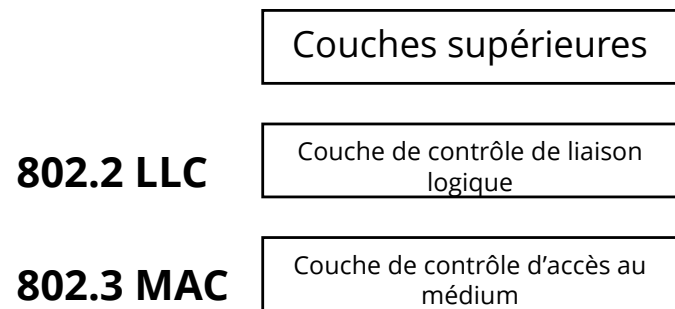 Couches supérieures
802.2 LLC
Couche de contrôle de liaison
logique
802.3 MAC
Couche de contrôle d’accès au
médium